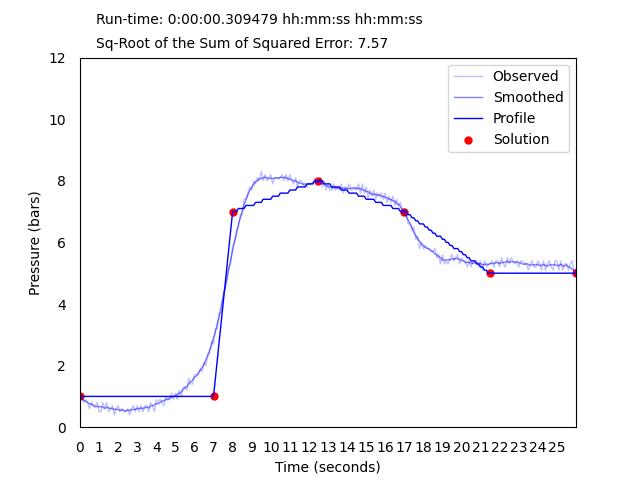 Run-time: 0:00:00.309479 hh:mm:ss hh:mm:ss
Sq-Root of the Sum of Squared Error: 7.57
12
10
8
6
4
2
0
Pressure (bars)
Observed
Smoothed
Profile
Solution
0 1 2 3 4 5 6 7 8 9 10 11 12 13 14 15 16 17 18 19 20 21 22 23 24 25
Time (seconds)